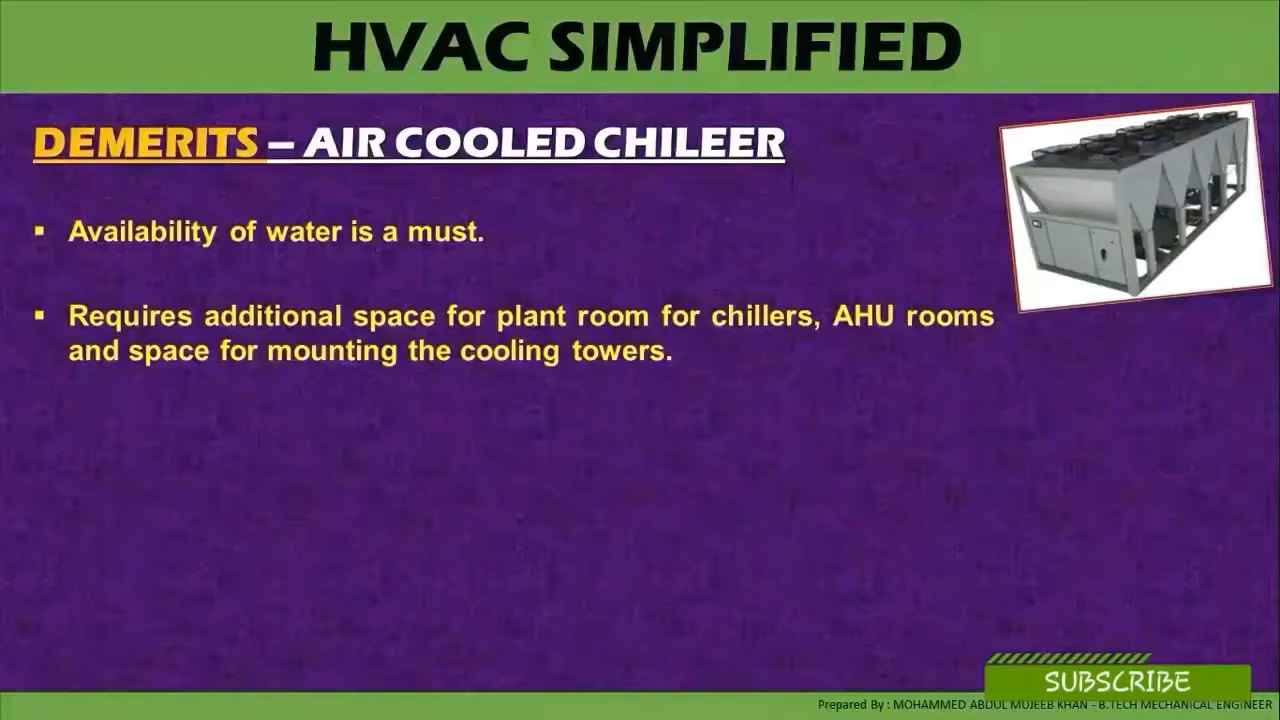 HVAC SIMPLIFIED
DEMERITS – AIR COOLED CHILEER
▪ Availability of water is a must.
▪ Requires additional space for plant room for chillers, AHU rooms
and space for mounting the cooling towers.
SUBSCRIBE
Prepared By : MOHAMMED ABDUL MUJEEB KHAN - B.TECH MECHANICAL ENGINEER